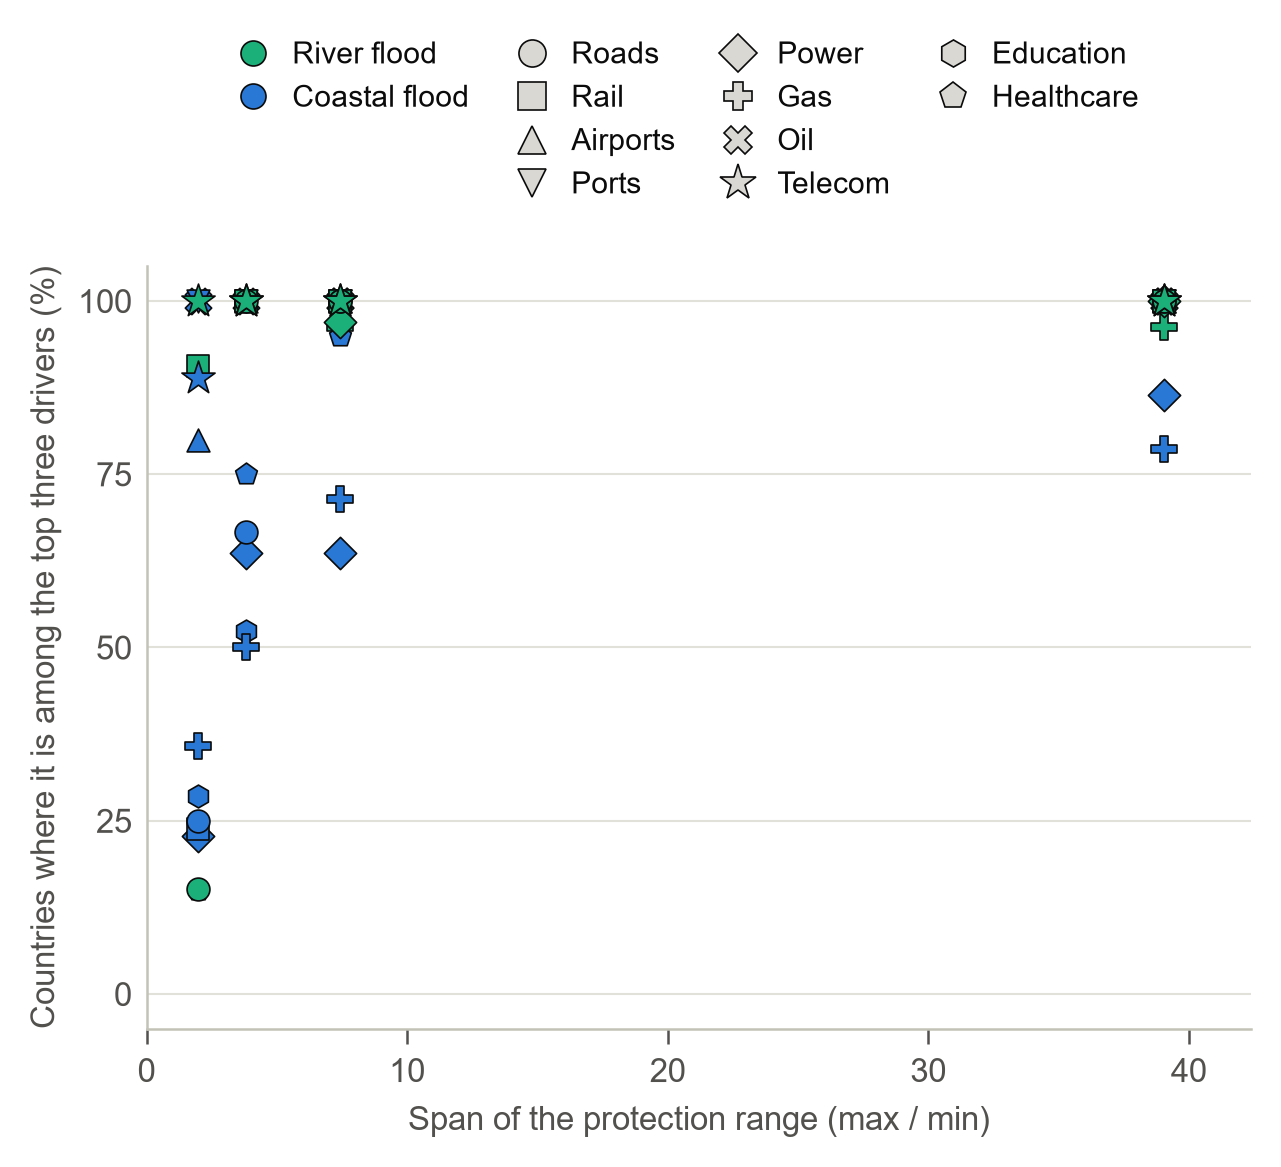 River flood
Coastal flood
Roads
Rail
Airports
Ports
Power
Gas
Oil
Telecom
Education
Healthcare
Countries where it is among the top three drivers (%)
100
75
50
25
0
0 10 20 30 40
Span of the protection range (max / min)